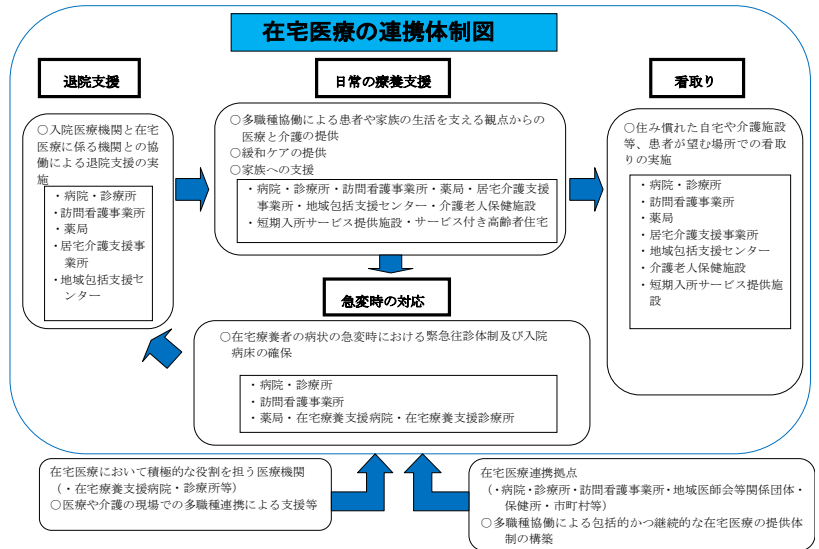 在宅医療の連携体制図
退院支援
○入院医療機関と在宅
医療に係る機関との協
働による退院支援の実
施
・病院・診療所
・訪問看護事業所
・薬局
・居宅介護支援事
業所
・地域包括支援セ
ンター
日常の療養支援
○多職種協働による患者や家族の生活を支える観点からの
医療と介護の提供
○緩和ケアの提供
○家族への支援
・病院・診療所・訪問看護事業所・薬局・居宅介護支援
事業所・地域包括支援センター・介護老人保健施設
・短期入所サービス提供施設・サービス付き高齢者住宅
看取り
○住み慣れた自宅や介護施設
等、患者が望む場所での看取
りの実施
・病院・診療所
・訪問看護事業所
・薬局
・居宅介護支援事業所
・地域包括支援センター
・介護老人保健施設
・短期入所サービス提供施
設
急変時の対応
○在宅療養者の病状の急変時における緊急往診体制及び入院
病床の確保
・病院・診療所
・訪問看護事業所
・薬局・在宅療養支援病院・在宅療養支援診療所
在宅医療において積極的な役割を担う医療機関
（・在宅療養支援病院・診療所等）
○医療や介護の現場での多職種連携による支援等
在宅医療連携拠点
（・病院・診療所・訪問看護事業所・地域医師会等関係団体・
保健所・市町村等）
○多職種協働による包括的かつ継続的な在宅医療の提供体
制の構築